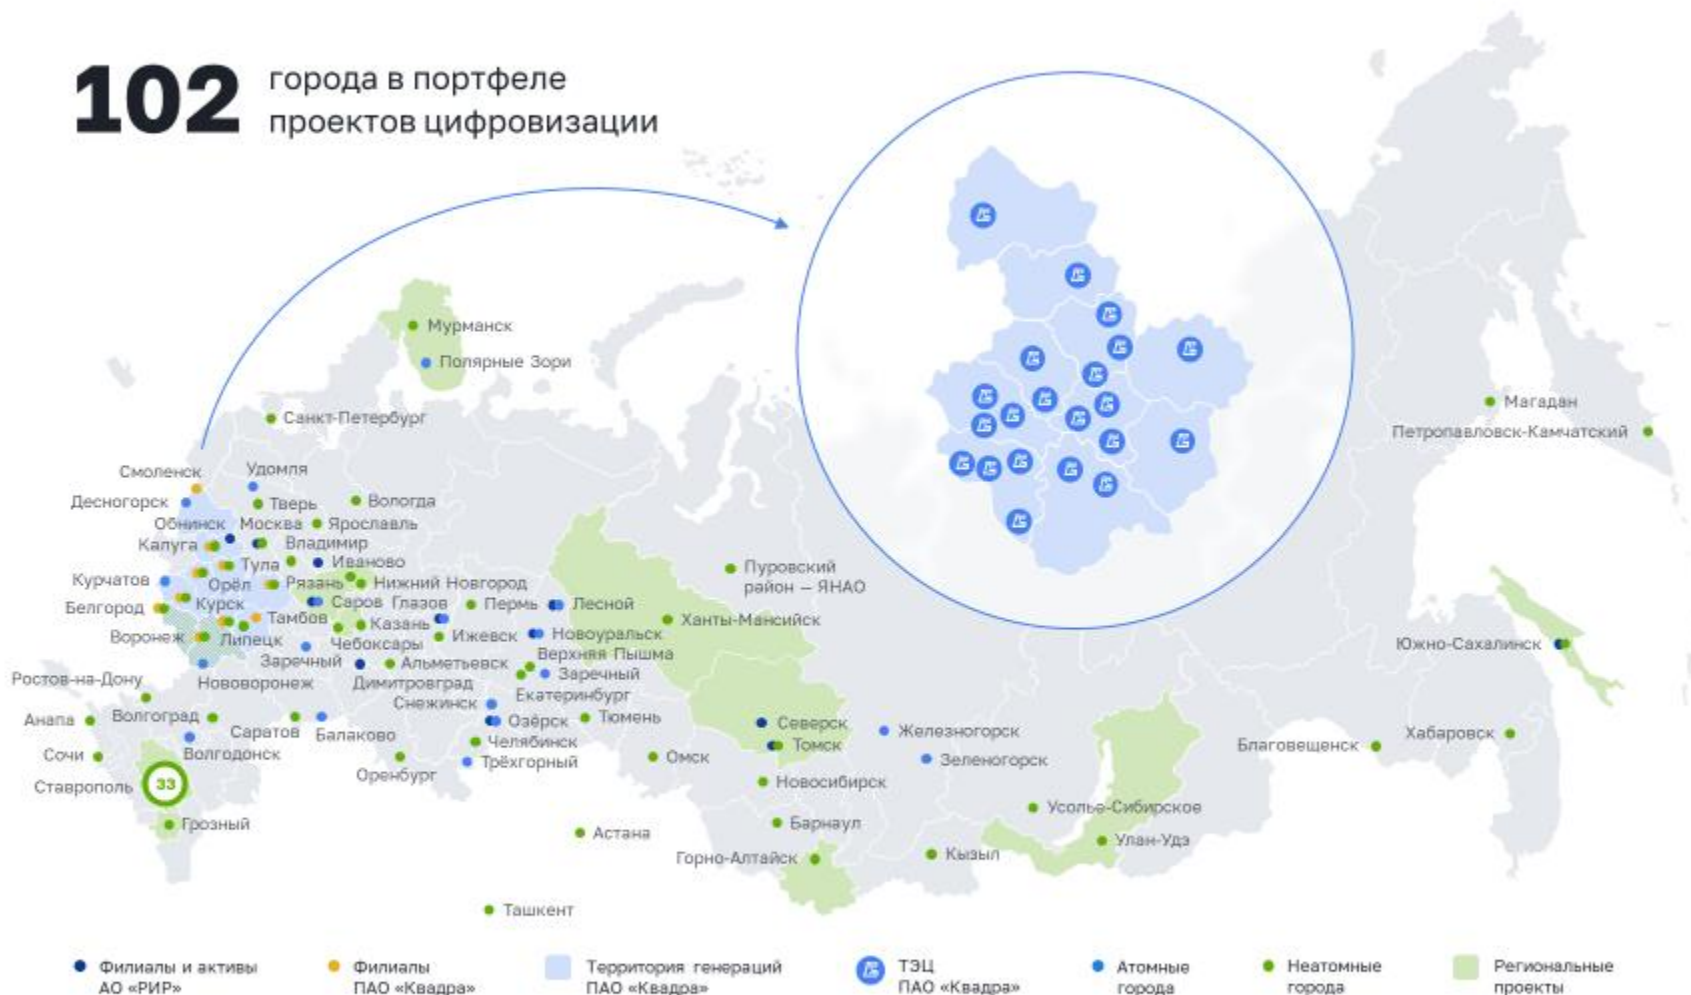 102
города в портфеле
проектов цифровизации
Мурманск
Полярные Зори
Санкт-Петербург
Магадан
Петропавловск-Камчатский
Смоленск
Удомля
Десногорск
Тверь
Вологда
Обнинск
Москва
Ярославль
Калуга
Владимир
Тула
Иваново
Пуровский
район – ЯНАО
Курчатов
Орёл
Рязань
Нижний Новгород
Белгород
Курск
Саров
Глазов
Пермь
Лесной
Тамбов
Казань
Ханты-Мансийск
Воронеж
Липецк
Чебоксары
Ижевск
Новоуральск
Южно-Сахалинск
Верхняя Пышма
Заречный
Альметьевск
Заречный
Ростов-на-Дону
Нововоронеж
Димитровград
Екатеринбург
Снежинск
Анапа
Волгоград
Саратов
Балаково
Озёрск
Тюмень
Северск
Железногорск
Хабаровск
Сочи
Волгодонск
Челябинск
Томск
Благовещенск
Оренбург
Трёхгорный
Омск
Зеленогорск
Ставрополь
33
Новосибирск
Усолье-Сибирское
Грозный
Астана
Барнаул
Улан-Удэ
Горно-Алтайск
Кызыл
Ташкент
Филиалы и активы
АО «РИР»
Филиалы
ПАО «Квадра»
Территория генераций
ПАО «Квадра»
ТЭЦ
ПАО «Квадра»
Атомные
города
Неатомные
города
Региональные
проекты